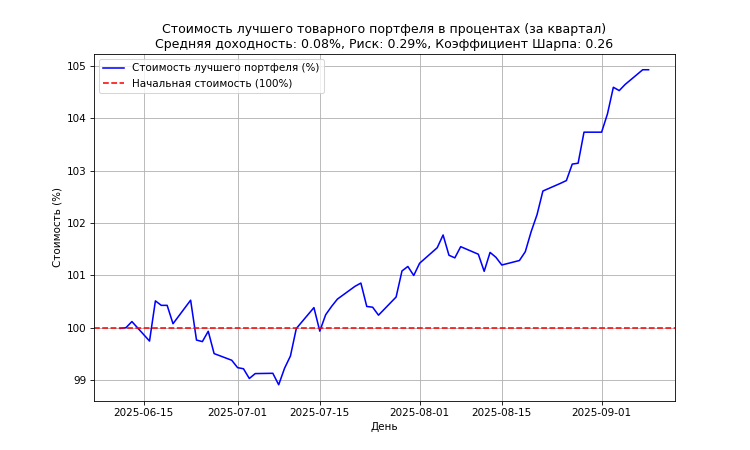 Стоимость лучшего товарного портфеля в процентах (за квартал)
Средняя доходность: 0.08%, Риск: 0.29%, Коэффициент Шарпа: 0.26
Стоимость лучшего портфеля (%)
Начальная стоимость (100%)
Стоимость (%)
105
104
103
102
101
100
99
2025-06-15
2025-07-01
2025-07-15
2025-08-01
2025-08-15
2025-09-01
День